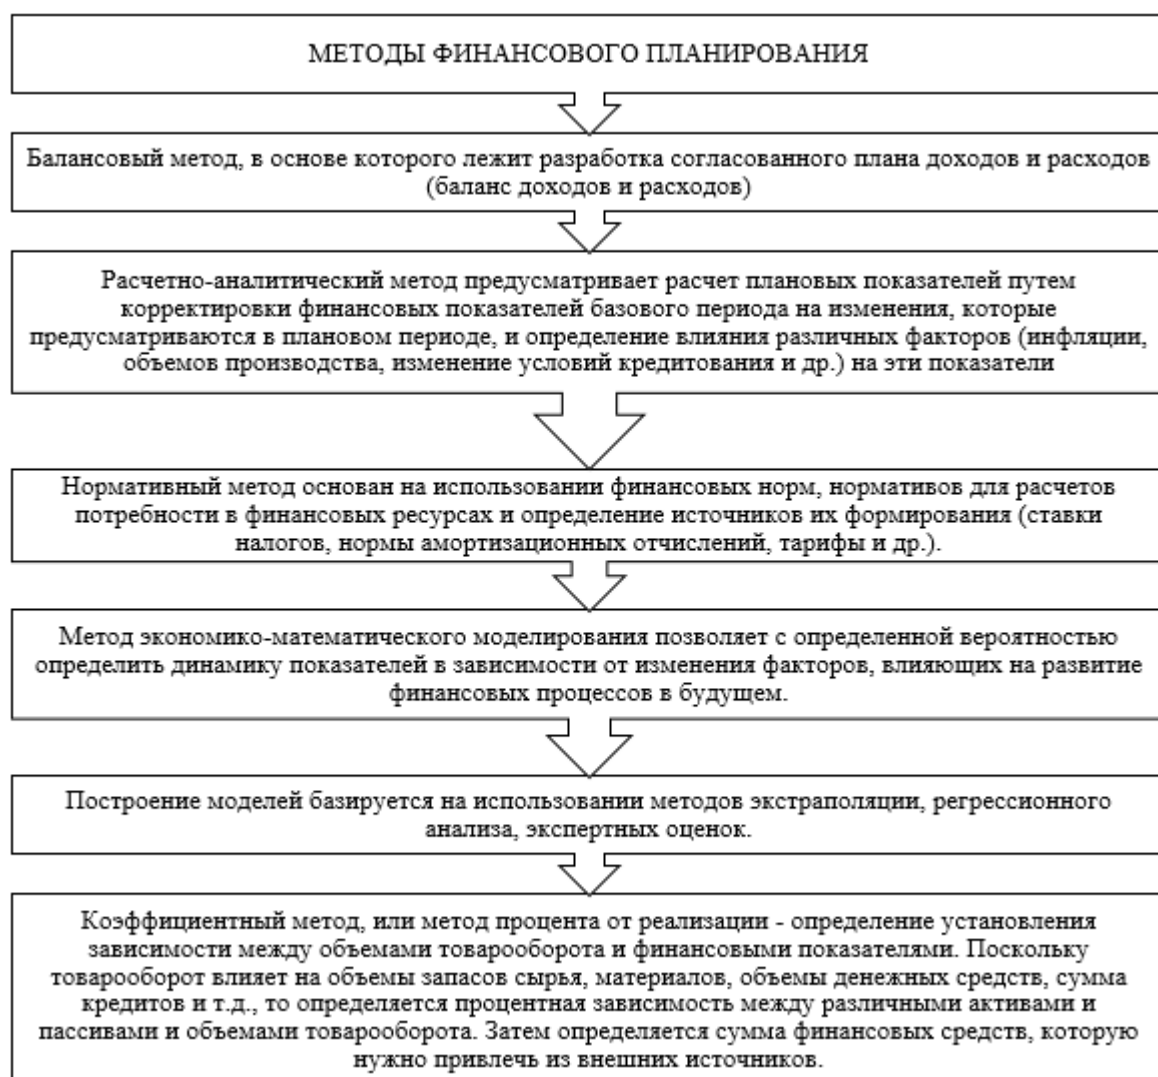 МЕТОДЫ ФИНАНСОВОГО ПЛАНИРОВАНИЯ
Балансовый метод, в основе которого лежит разработка согласованного плана доходов и расходов
(баланс доходов и расходов)
Расчетно-аналитический метод предусматривает расчет плановых показателей путем
корректировки финансовых показателей базового периода на изменения, которые
предусматриваются в плановом периоде, и определение влияния различных факторов (инфляции,
объемов производства, изменение условий кредитования и др.) на эти показатели
Нормативный метод основан на использовании финансовых норм, нормативов для расчетов
потребности в финансовых ресурсах и определение источников их формирования (ставки
налогов, нормы амортизационных отчислений, тарифы и др.).
Метод экономико-математического моделирования позволяет с определенной вероятностью
определить динамику показателей в зависимости от изменения факторов, влияющих на развитие
финансовых процессов в будущем.
Построение моделей базируется на использовании методов экстраполяции, регрессионного
анализа, экспертных оценок.
Коэффициентный метод, или метод процента от реализации - определение установления
зависимости между объемами товарооборота и финансовыми показателями. Поскольку
товарооборот влияет на объемы запасов сырья, материалов, объемы денежных средств, сумма
кредитов и т.д., то определяется процентная зависимость между различными активами и
пассивами и объемами товарооборота. Затем определяется сумма финансовых средств, которую
нужно привлечь из внешних источников.